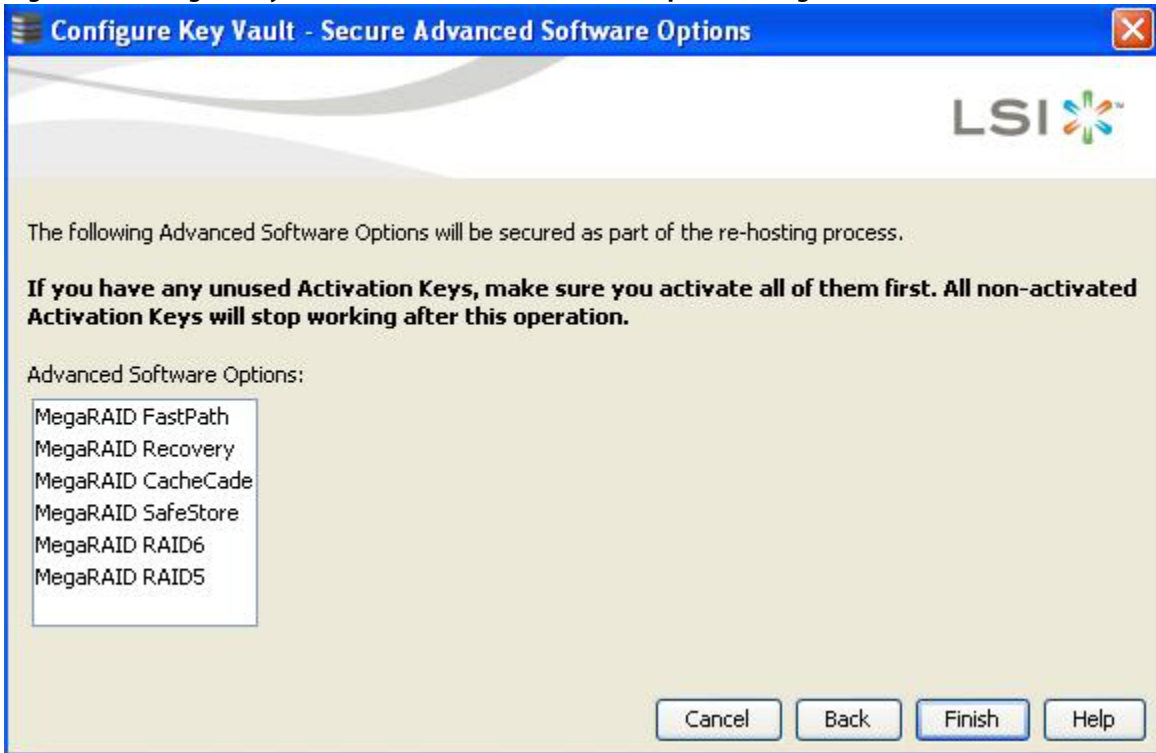 Configure Key Vault - Secure Advanced Software Options
LSI
The following Advanced Software Options will be secured as part of the re-hosting process.
If you have any unused Activation Keys, make sure you activate all of them first. All non-activated
Activation Keys will stop working after this operation.
Advanced Software Options:
MegaRAID FastPath
MegaRAID Recovery
MegaRAID CacheCade
MegaRAID SafeStore
MegaRAID RAID6
MegaRAID RAID5
Cancel Back Finish Help